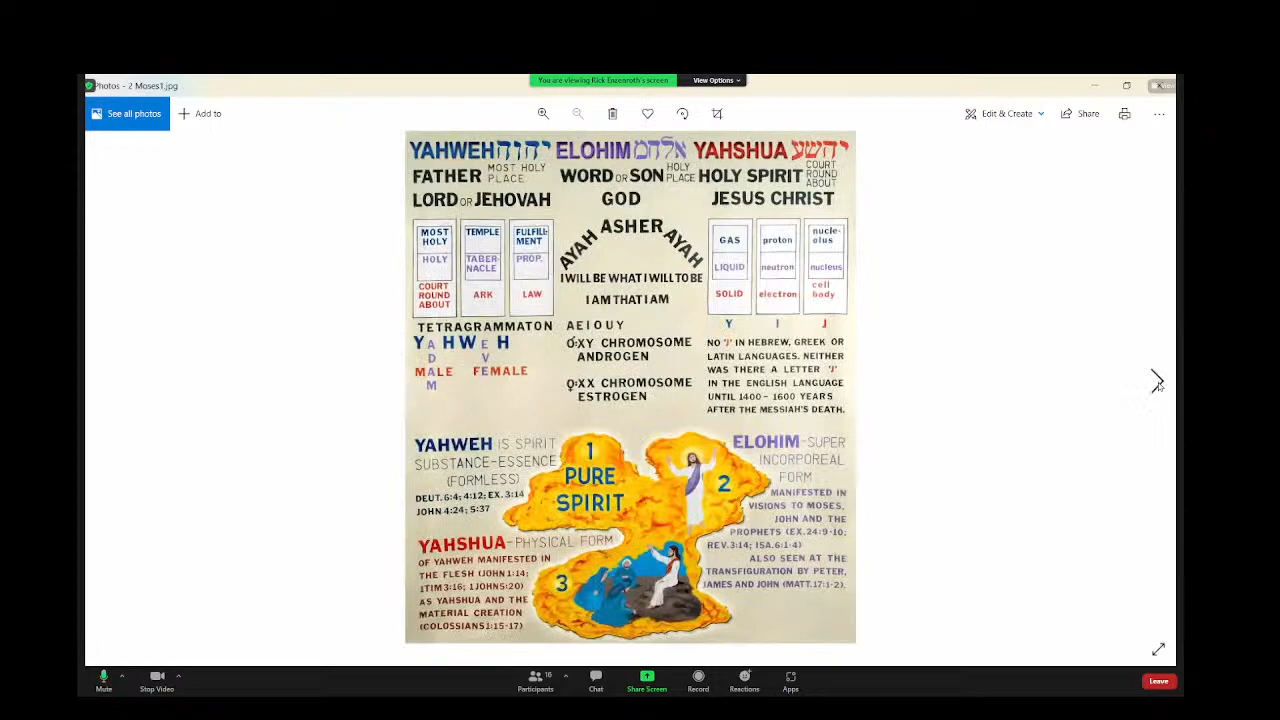 Photos - 2 Moses1.jpg
You are viewing Rick Enzenroth's screen
View Options
See all photos
Add to
Edit & Create
Share
YAHWEH יהוה ELOHIM אלהמ YAHSHUA יהשע
FATHER MOST HOLY PLACE WORD OR SON HOLY PLACE HOLY SPIRIT COURT ROUND ABOUT
LORD OR JEHOVAH GOD JESUS CHRIST
MOST HOLY
HOLY
COURT ROUND ABOUT
TEMPLE
TABER-NACLE
ARK
FULFILL-MENT
PROP.
LAW
AYAH ASHER AYAH
I WILL BE WHAT I WILL TO BE
I AM THAT I AM
GAS
LIQUID
SOLID
proton
neutron
electron
nucle-olus
nucleus
cell body
TETRAGRAMMATON
YAHWEH
ADAM
EVE
MALE FEMALE
A E I O U Y
♂:XY CHROMOSOME
ANDROGEN
♀:XX CHROMOSOME
ESTROGEN
Y I J
NO 'J' IN HEBREW, GREEK OR
LATIN LANGUAGES. NEITHER
WAS THERE A LETTER 'J'
IN THE ENGLISH LANGUAGE
UNTIL 1400 - 1600 YEARS
AFTER THE MESSIAH'S DEATH.
YAHWEH IS SPIRIT
SUBSTANCE-ESSENCE
(FORMLESS)
DEUT. 6:4; 4:12; EX. 3:14
JOHN 4:24; 5:37
1
PURE
SPIRIT
2
ELOHIM-SUPER
INCORPOREAL
FORM
MANIFESTED IN
VISIONS TO MOSES,
JOHN AND THE
PROPHETS (EX.24:9-10;
REV.3:14; ISA.6:1-4)
ALSO SEEN AT THE
TRANSFIGURATION BY PETER,
JAMES AND JOHN (MATT.17:1-2).
YAHSHUA-PHYSICAL FORM
OF YAHWEH MANIFESTED IN
THE FLESH (JOHN 1:14;
1TIM 3:16; 1JOHN 5:20)
AS YAHSHUA AND THE
MATERIAL CREATION
(COLOSSIANS 1:15-17)
3
Mute
Stop Video
Participants
16
Chat
Share Screen
Record
Reactions
Apps
Leave